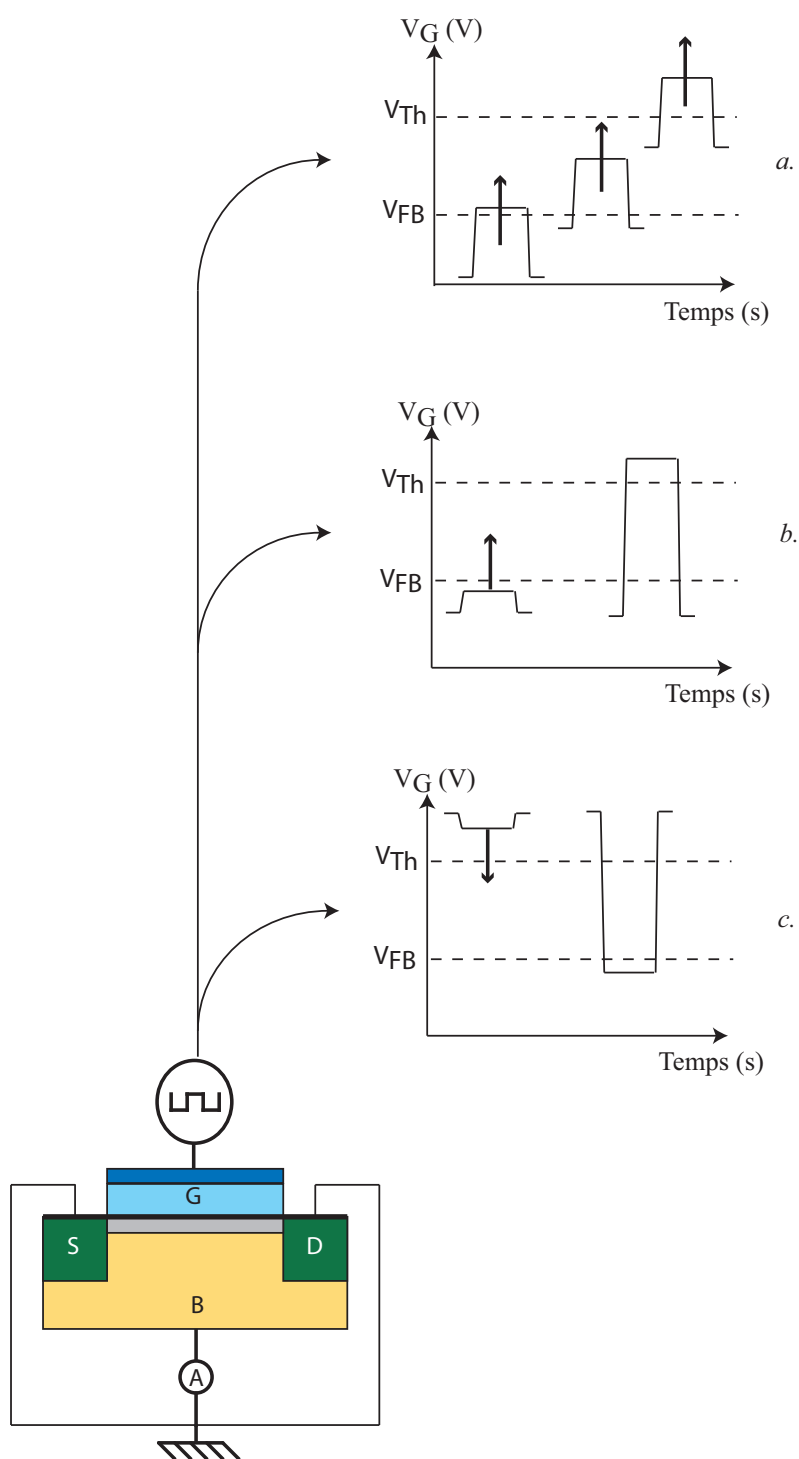 VG (V)
VTh
a.
VFB
Temps (s)
VG (V)
VTh
b.
VFB
Temps (s)
VG (V)
VTh
c.
VFB
Temps (s)
G
S D
B
A